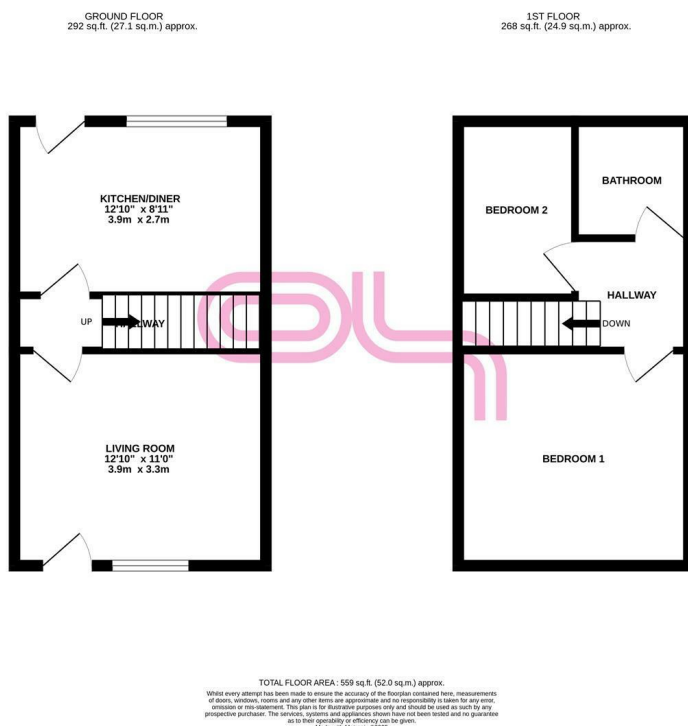 GROUND FLOOR
292 sq.ft. (27.1 sq.m.) approx.
1ST FLOOR
268 sq.ft. (24.9 sq.m.) approx.
KITCHEN/DINER
12'10" x 8'11"
3.9m x 2.7m
UP
HALLWAY
LIVING ROOM
12'10" x 11'0"
3.9m x 3.3m
BATHROOM
BEDROOM 2
HALLWAY
DOWN
BEDROOM 1
TOTAL FLOOR AREA : 559 sq.ft. (52.0 sq.m.) approx.
Whilst every attempt has been made to ensure the accuracy of the floorplan contained here, measurements
of doors, windows, rooms and any other items are approximate and no responsibility is taken for any error,
omission or mis-statement. This plan is for illustrative purposes only and should be used as such by any
prospective purchaser. The services, systems and appliances shown have not been tested and no guarantee
as to their operability or efficiency can be given.